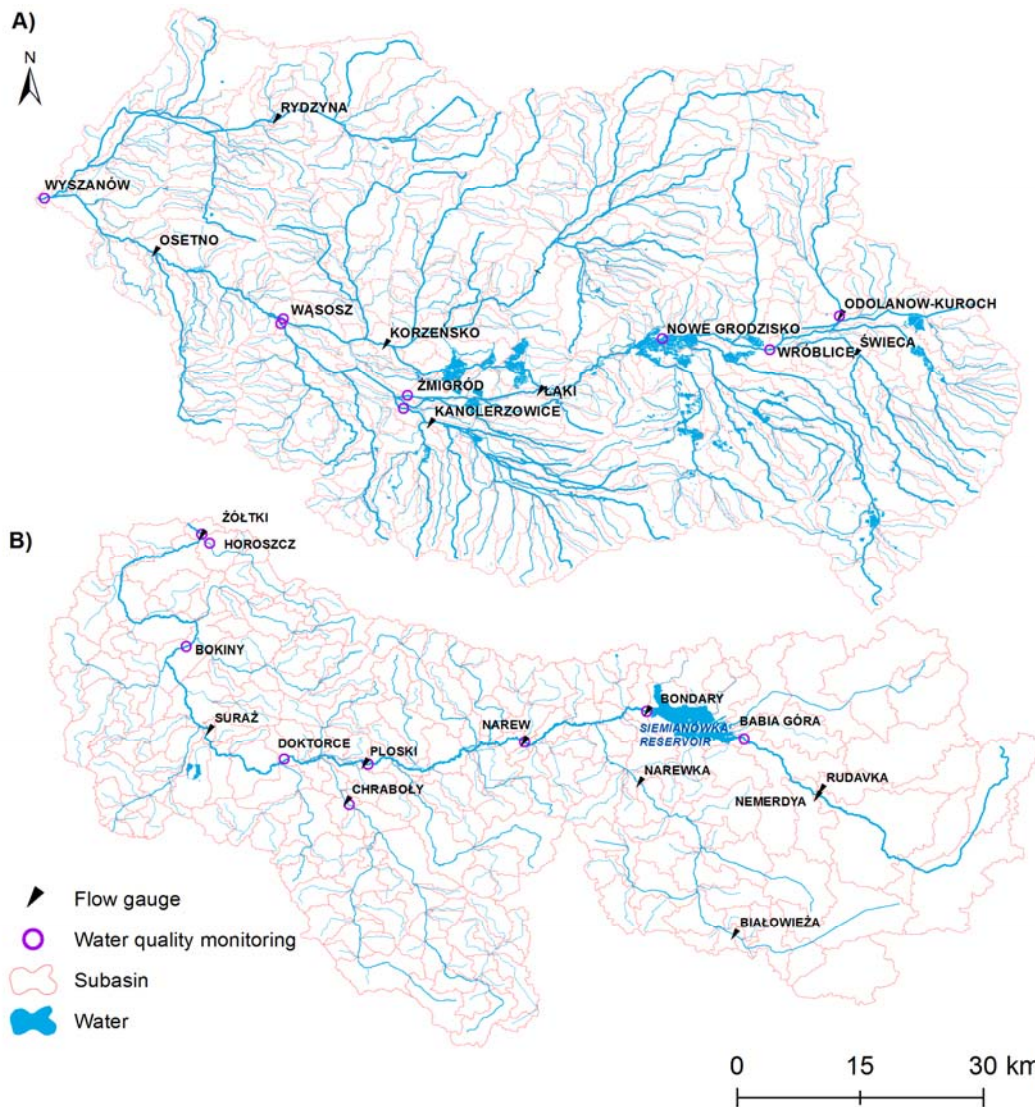 A)
N
RYDZYNA
WYSZANÓW
OSETNO
WĄSOSZ
KORZEŃSKO
ODOLANOW-KUROCH
NOWE GRODZISKO
WRÓBLICE
ŚWIECA
ŻMIGRÓD
ŁĄKI
KANCLERZOWICE
B)
ŻÓŁTKI
HOROSZCZ
BOKINY
SURAŻ
DOKTORCE
PLOSKI
CHRABOŁY
NAREW
BONDARY
SIEMIANÓWKA
RESERVOIR
BABIA GÓRA
NAREWKA
RUDAVKA
NEMERDYA
BIAŁOWIEŻA
Flow gauge
Water quality monitoring
Subasin
Water
0 15 30 km